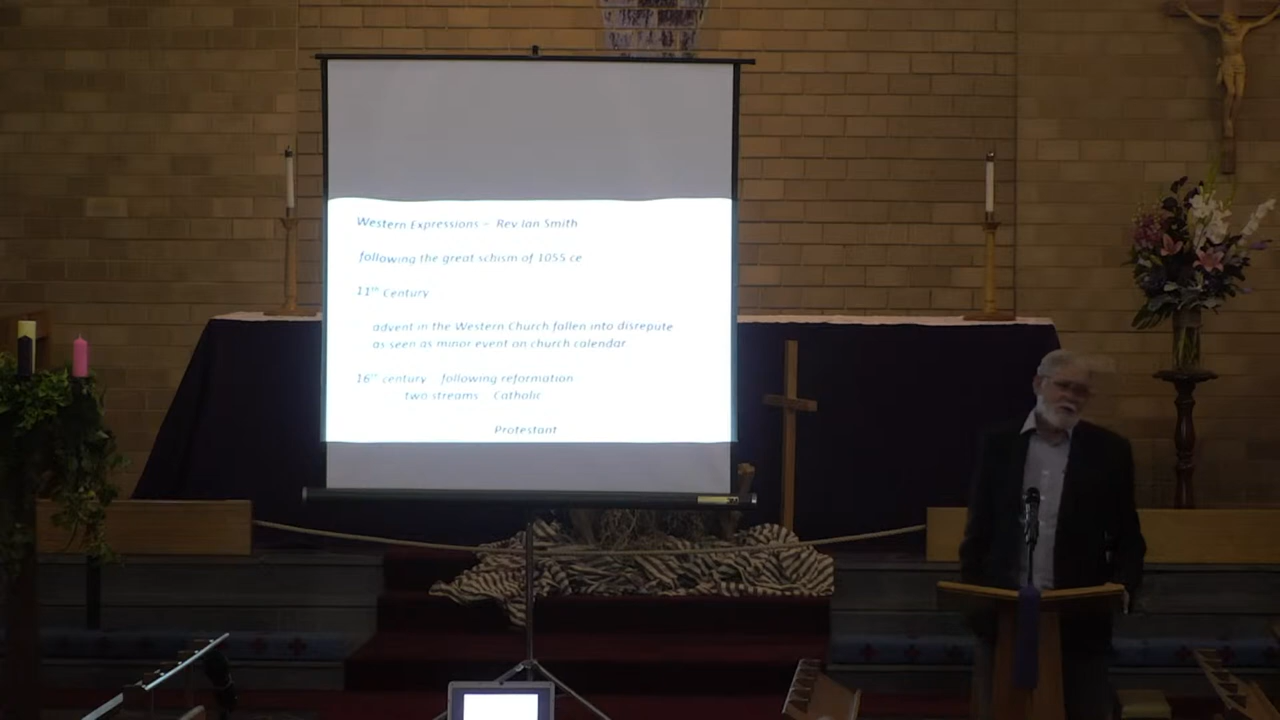 Western Expressions – Rev Ian Smith
following the great schism of 1055 ce
11th Century
advent in the Western Church fallen into disrepute
as seen as minor event on church calendar
16th century following reformation
two streams Catholic
Protestant